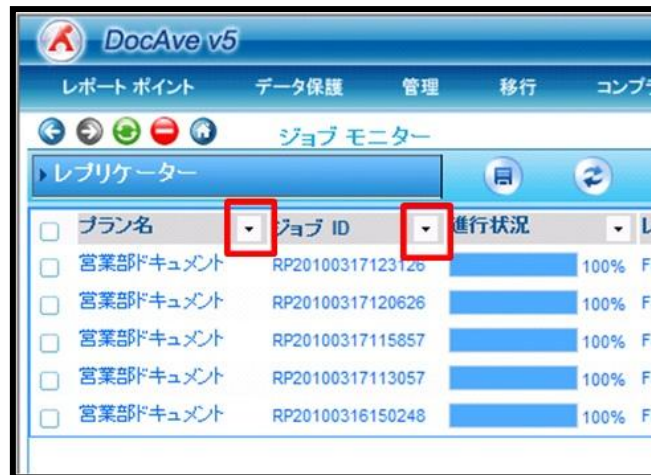 DocAve v5
レポート ポイント データ保護 管理 移行
ジョブ モニター
レプリケーター
プラン名 ジョブ ID 進行状況
営業部ドキュメント RP20100317123126 100% F
営業部ドキュメント RP20100317120626 100% F
営業部ドキュメント RP20100317115857 100% F
営業部ドキュメント RP20100317113057 100% F
営業部ドキュメント RP20100316150248 100% F